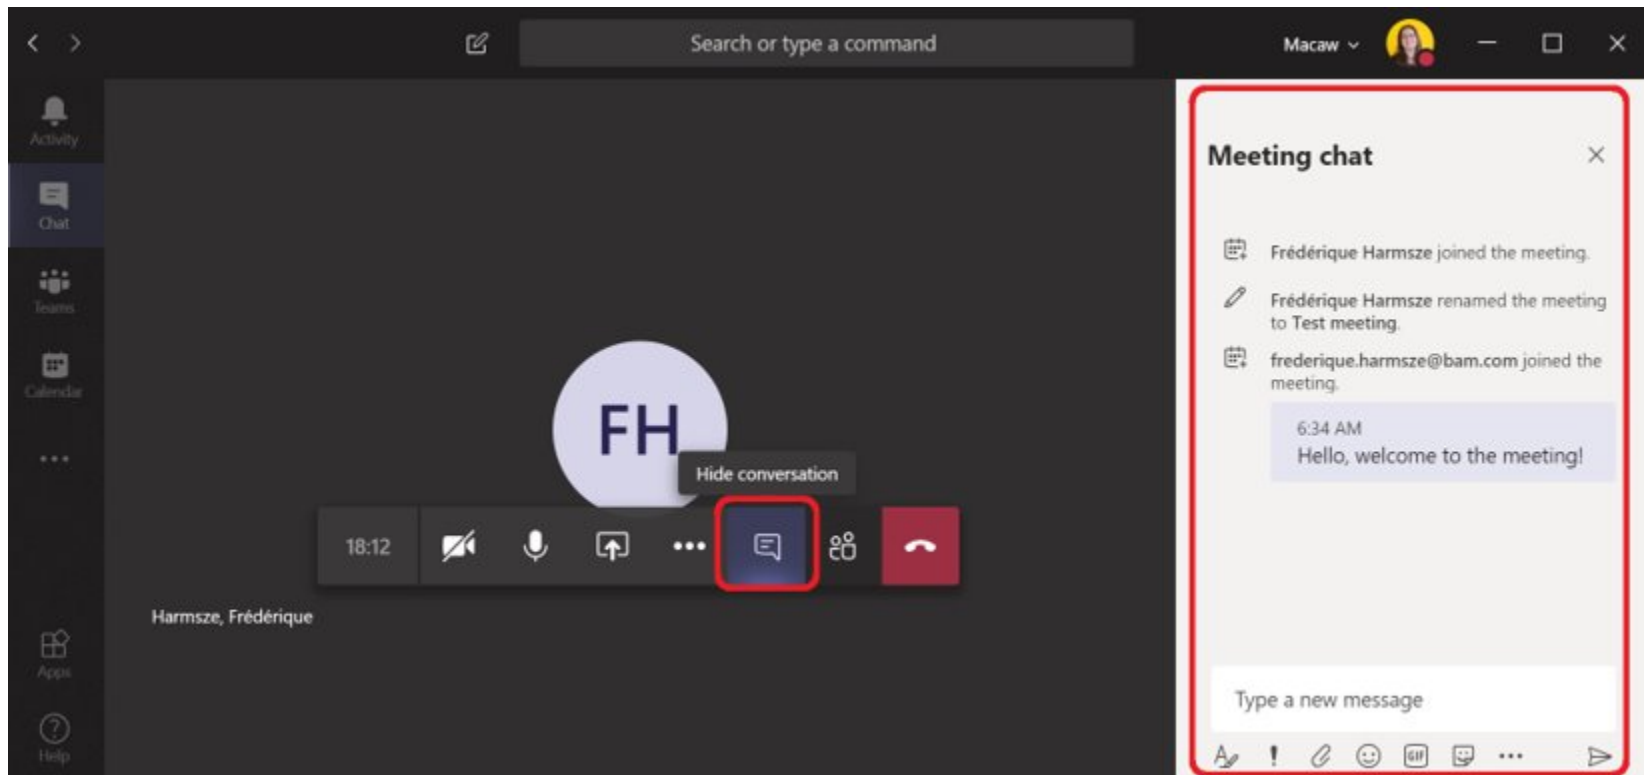 Search or type a command
Macaw
Activity
Chat
Teams
Calendar
Apps
Help
FH
Hide conversation
18:12
Harmsze, Frédérique
Meeting chat
Frédérique Harmsze joined the meeting.
Frédérique Harmsze renamed the meeting
to Test meeting.
frederique.harmsze@bam.com joined the
meeting.
6:34 AM
Hello, welcome to the meeting!
Type a new message
GIF